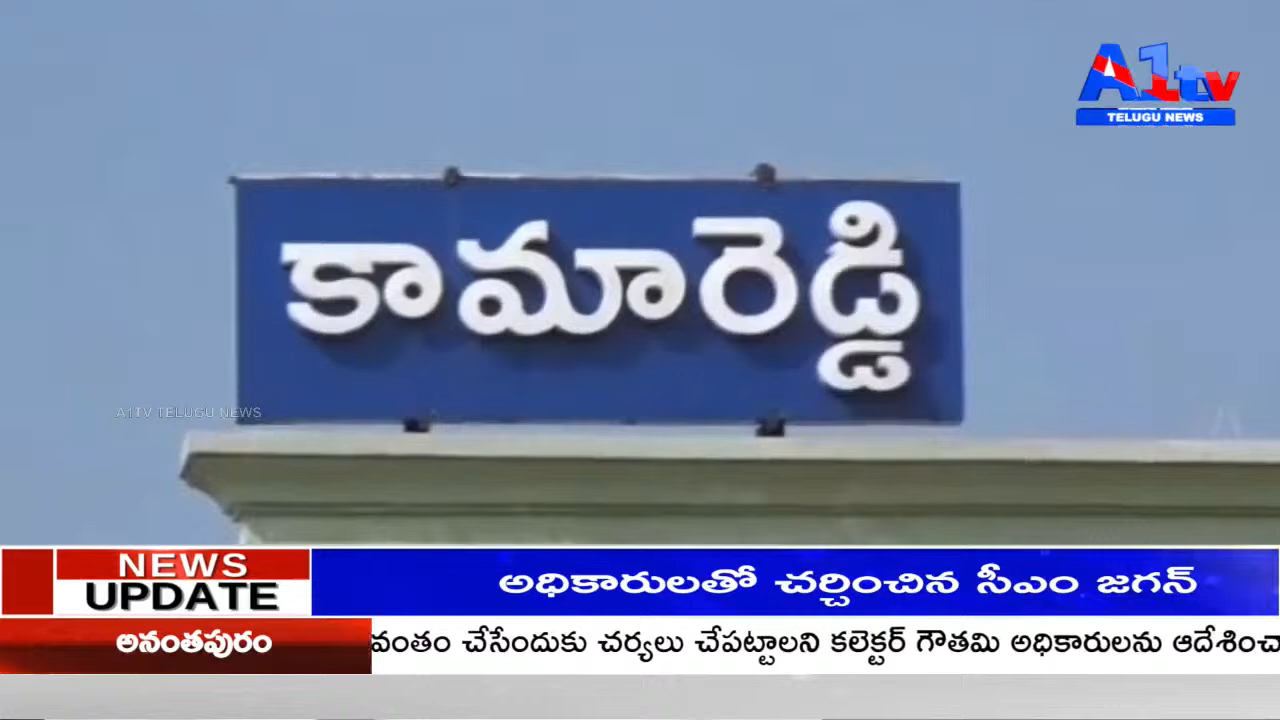 A1tv
TELUGU NEWS
కామారెడ్డి
A1TV TELUGU NEWS
NEWS
UPDATE
అధికారులతో చర్చించిన సీఎం జగన్
అనంతపురం
వంతం చేసేందుకు చర్యలు చేపట్టాలని కలెక్టర్ గౌతమి అధికారులను ఆదేశించా